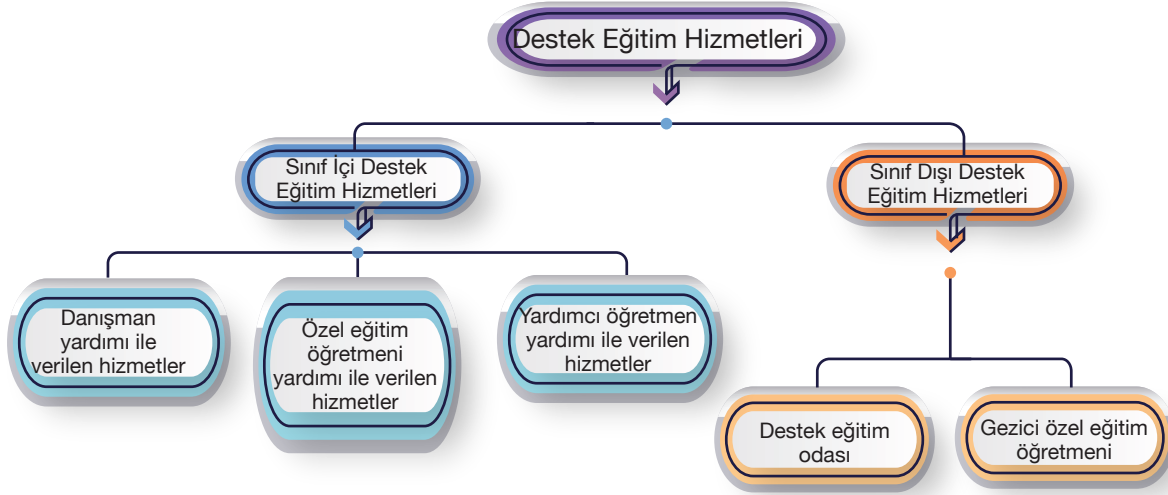 Destek Eğitim Hizmetleri
Sınıf İçi Destek
Eğitim Hizmetleri
Sınıf Dışı Destek
Eğitim Hizmetleri
Danışman
yardımı ile
verilen hizmetler
Özel eğitim
öğretmeni
yardımı ile verilen
hizmetler
Yardımcı öğretmen
yardımı ile verilen
hizmetler
Destek eğitim
odası
Gezici özel eğitim
öğretmeni